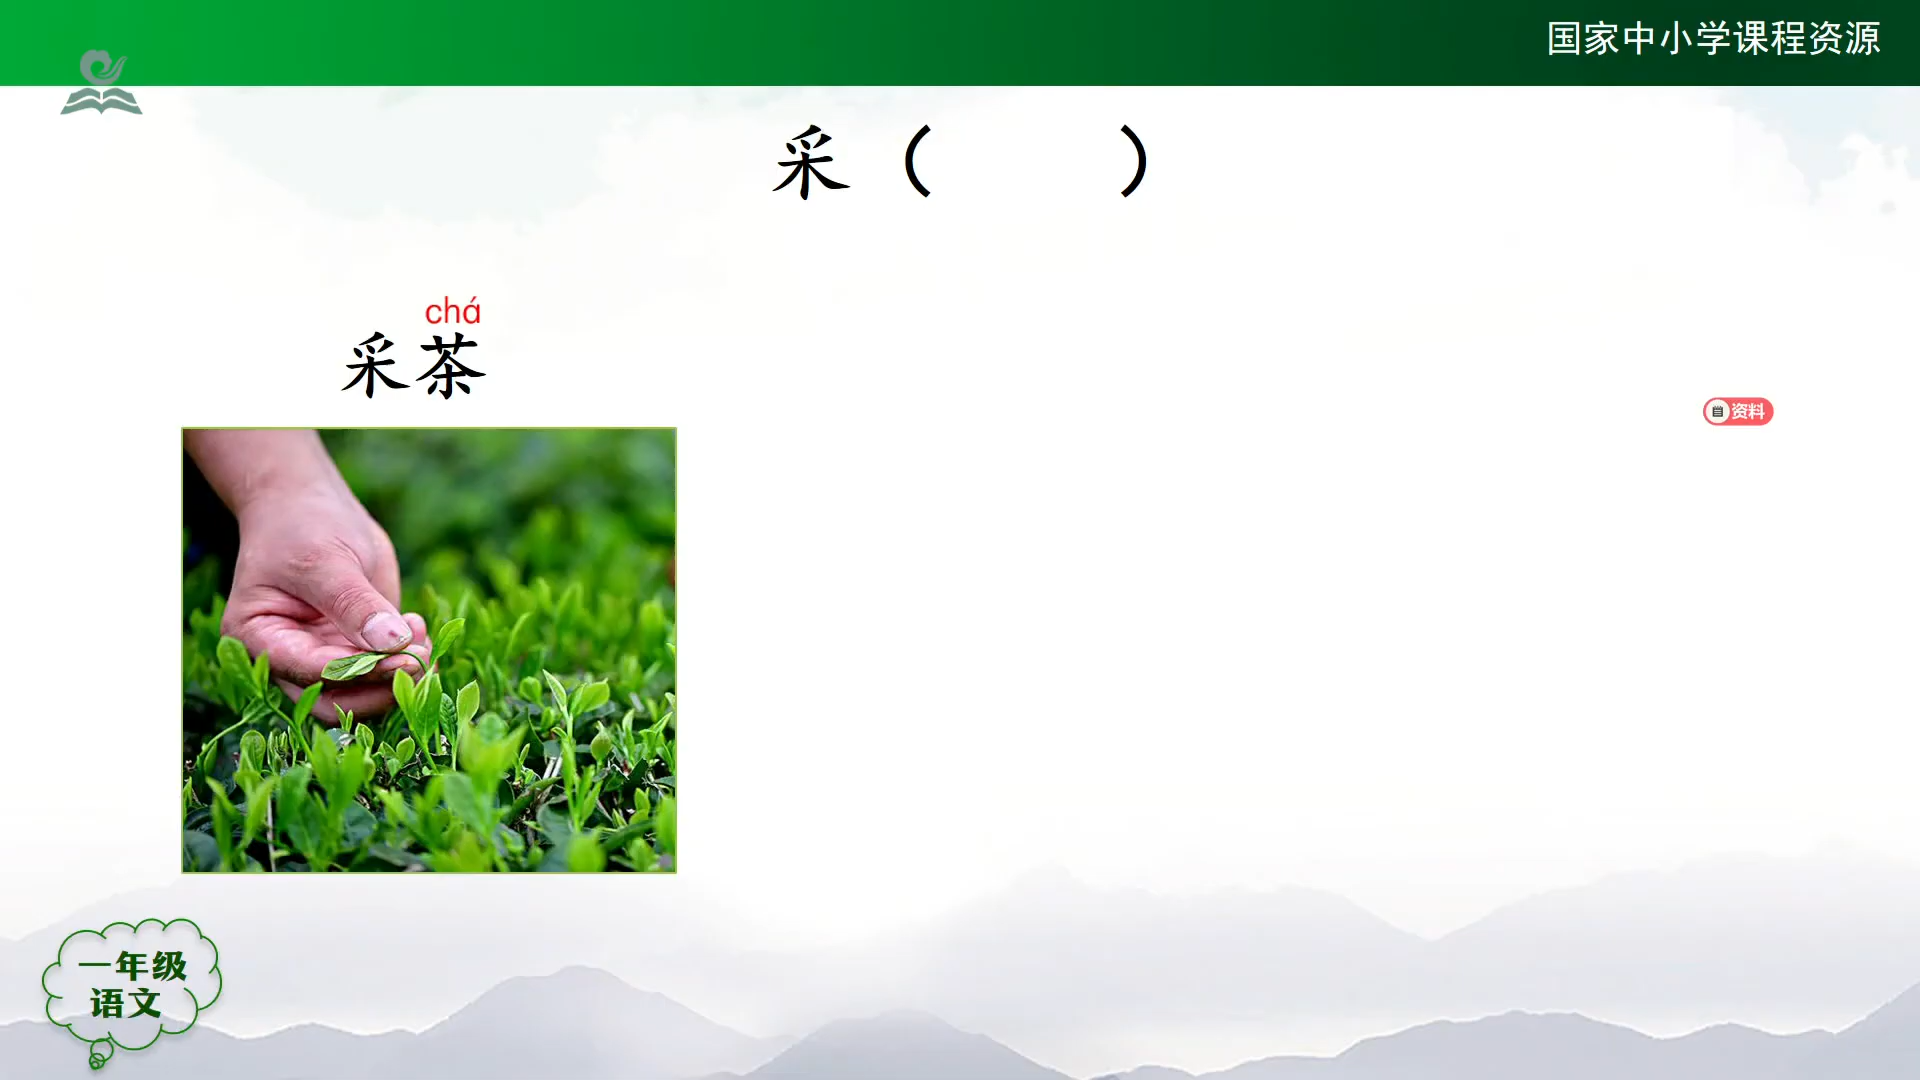 国家中小学课程资源
采（    ）
chá
采茶
资料
一年级
语文